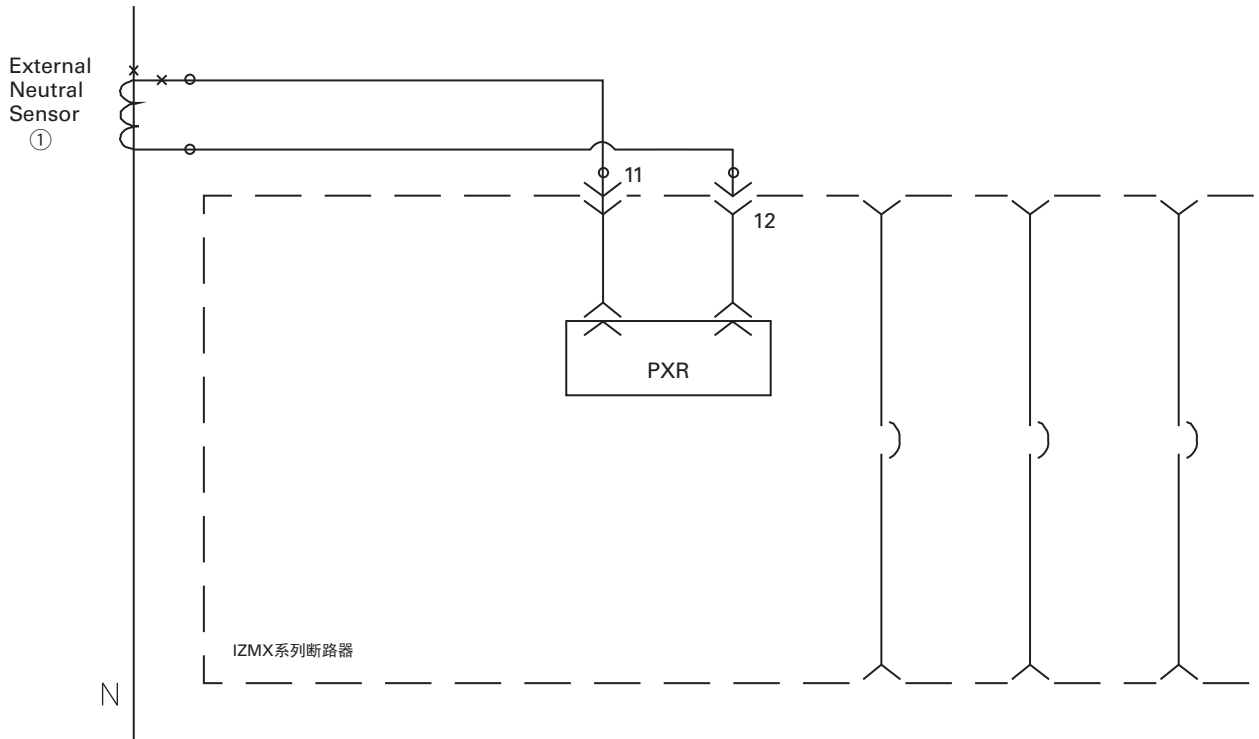 External
Neutral
Sensor
①
11
12
PXR
IZMX系列断路器
N